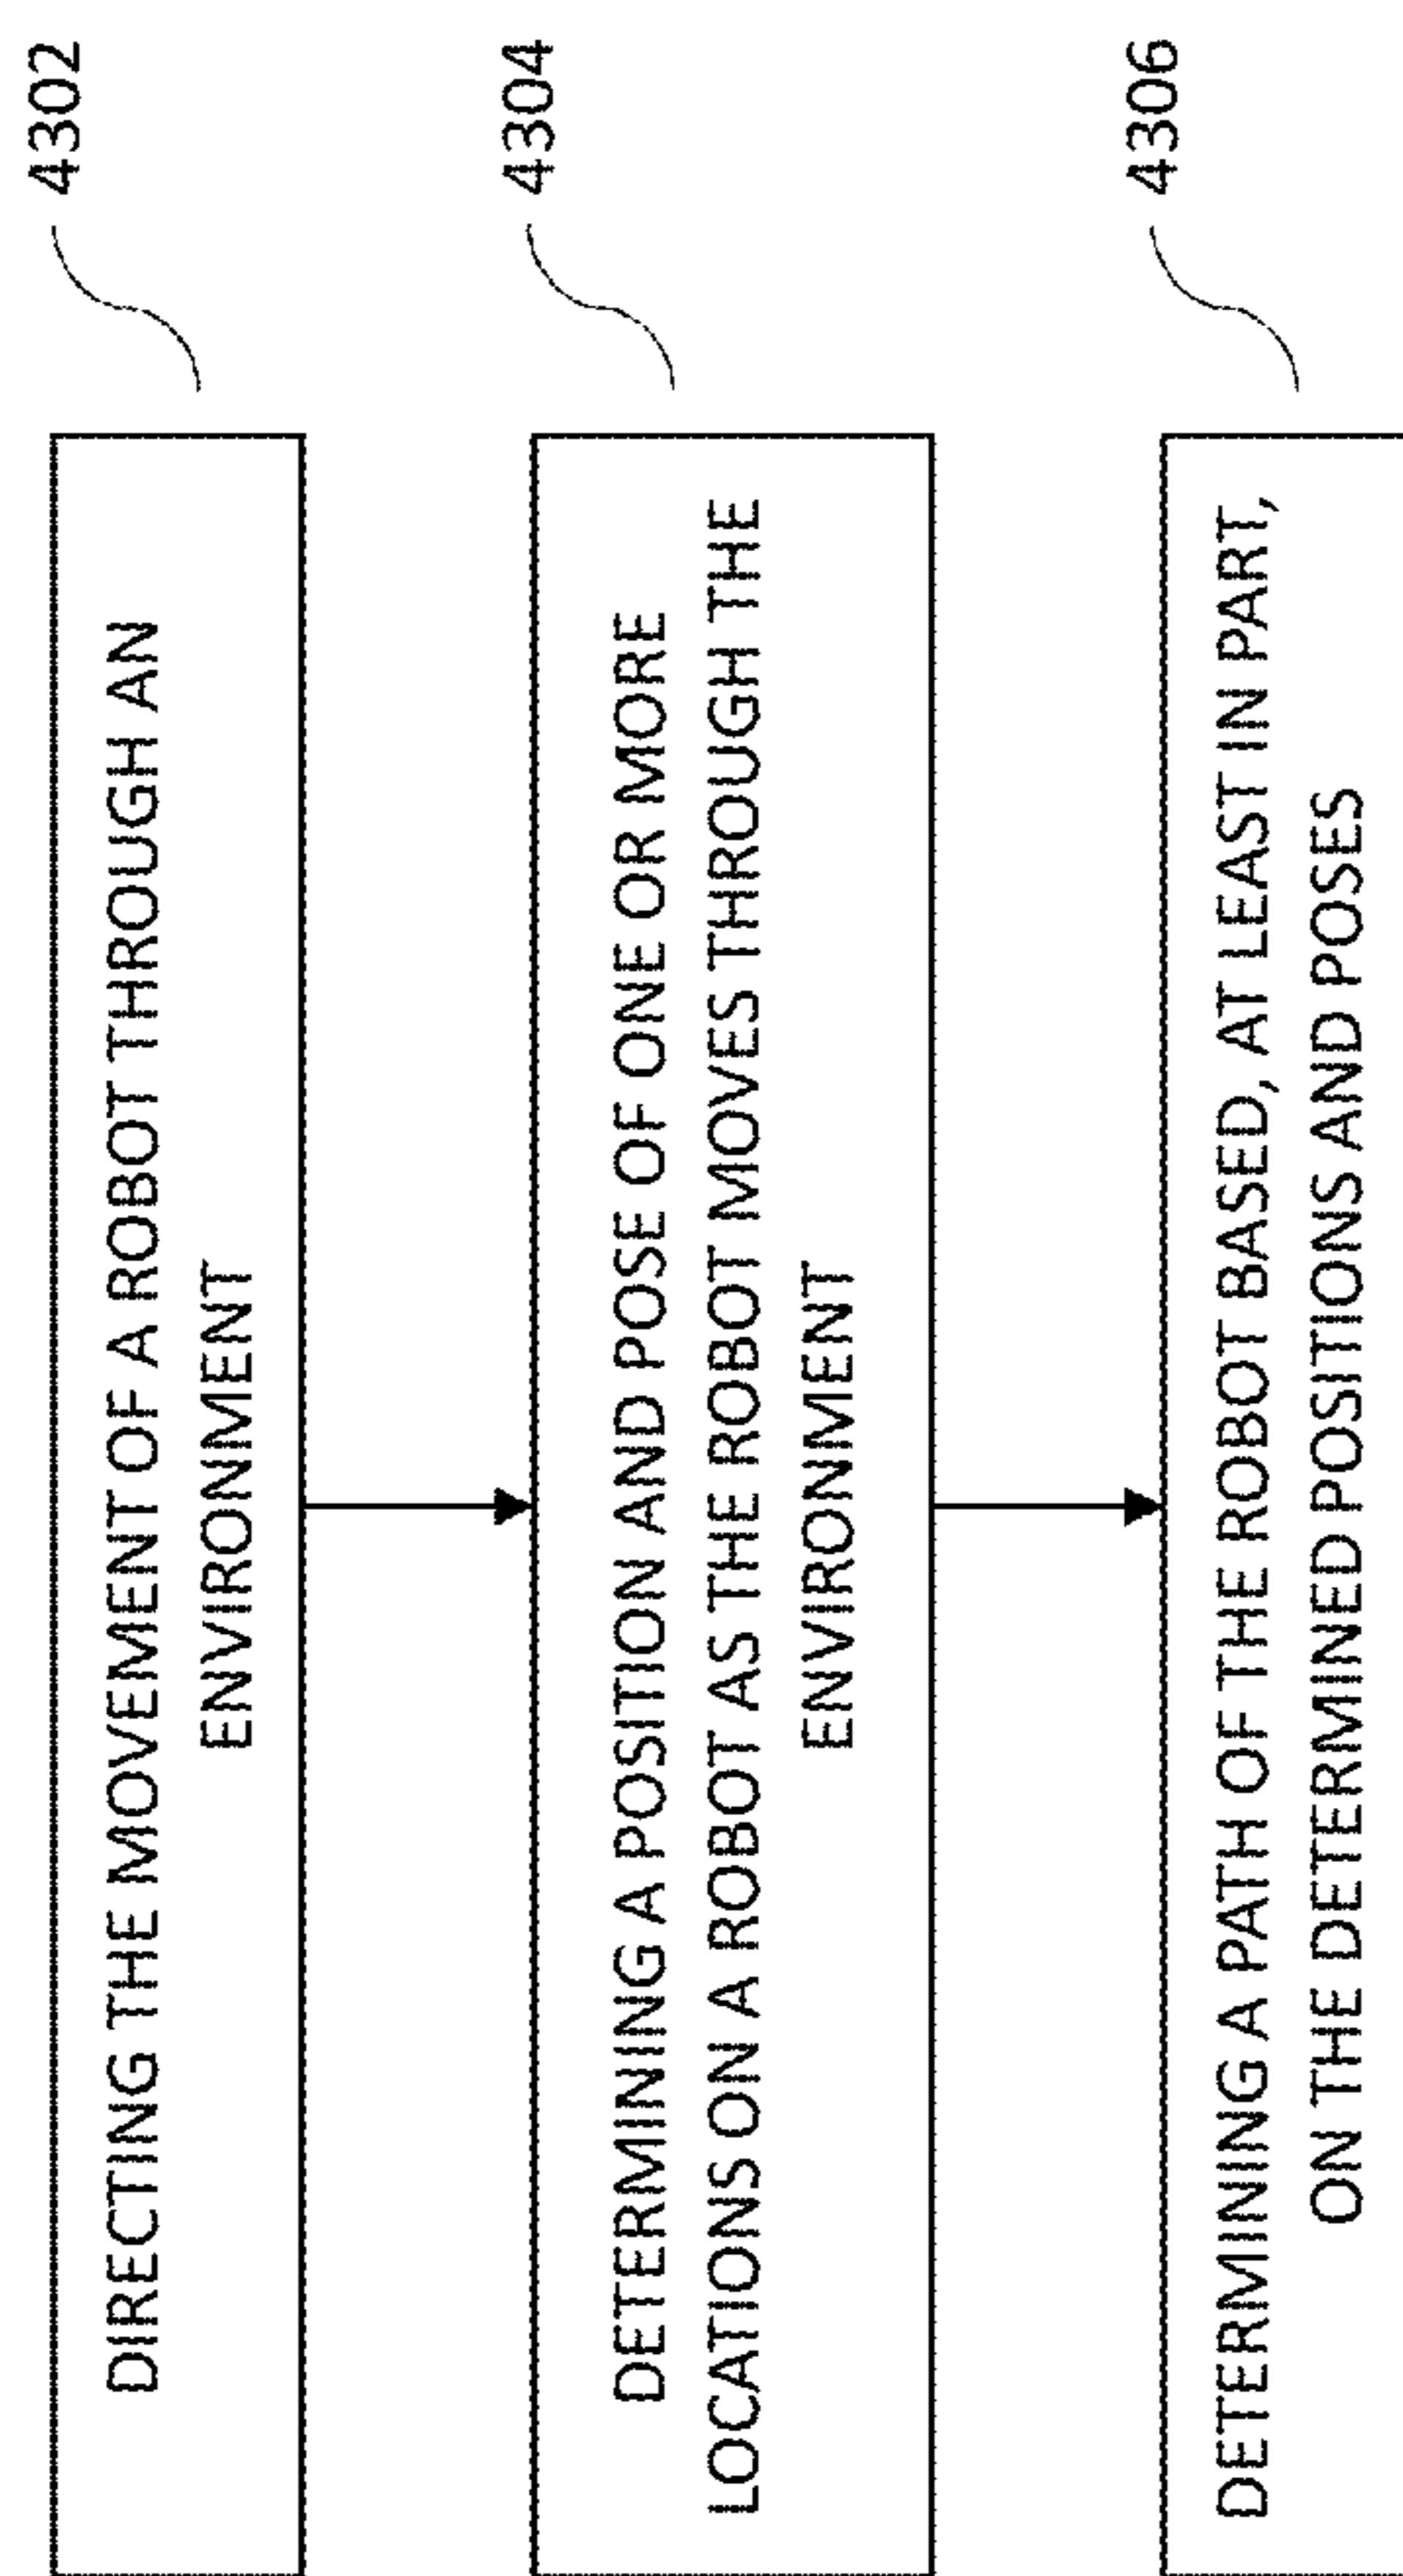 4302
DIRECTING THE MOVEMENT OF A ROBOT THROUGH AN
ENVIRONMENT
4304
DETERMINING A POSITION AND POSE OF ONE OR MORE
LOCATIONS ON A ROBOT AS THE ROBOT MOVES THROUGH THE
ENVIRONMENT
4306
DETERMINING A PATH OF THE ROBOT BASED, AT LEAST IN PART,
ON THE DETERMINED POSITIONS AND POSES